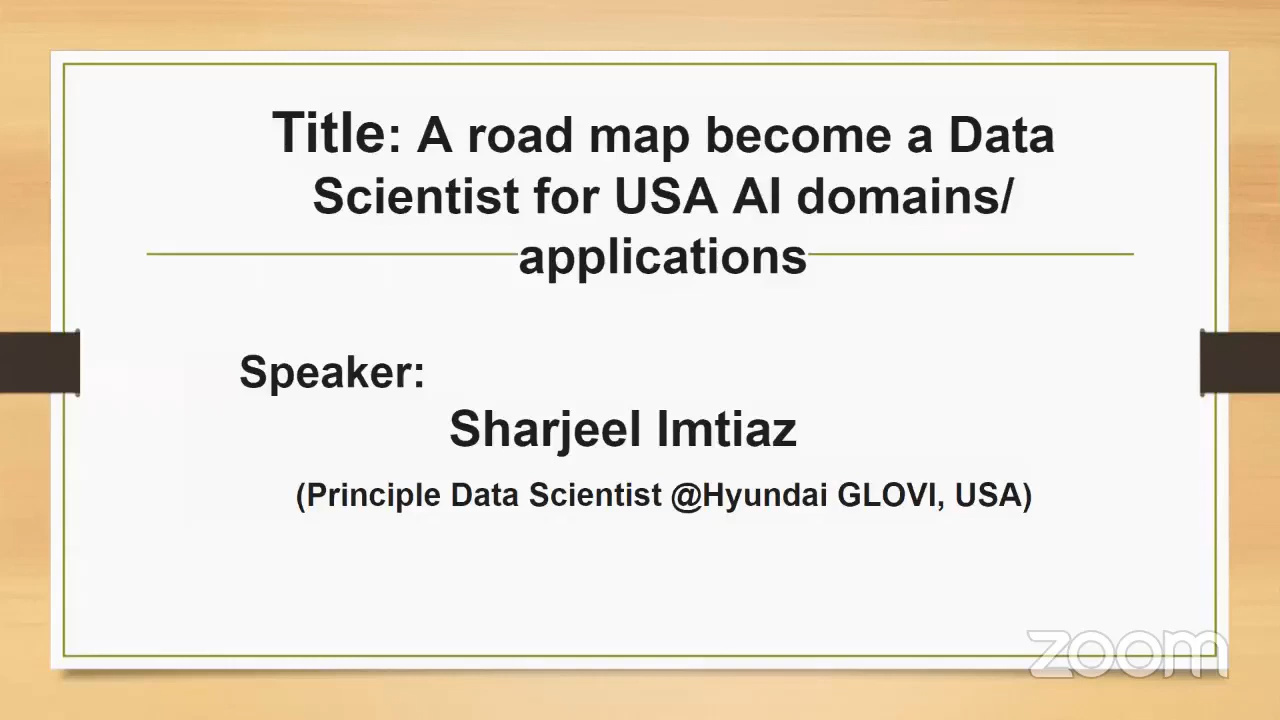 Title: A road map become a Data
Scientist for USA AI domains/
applications
Speaker:
Sharjeel Imtiaz
(Principle Data Scientist @Hyundai GLOVI, USA)
zoom